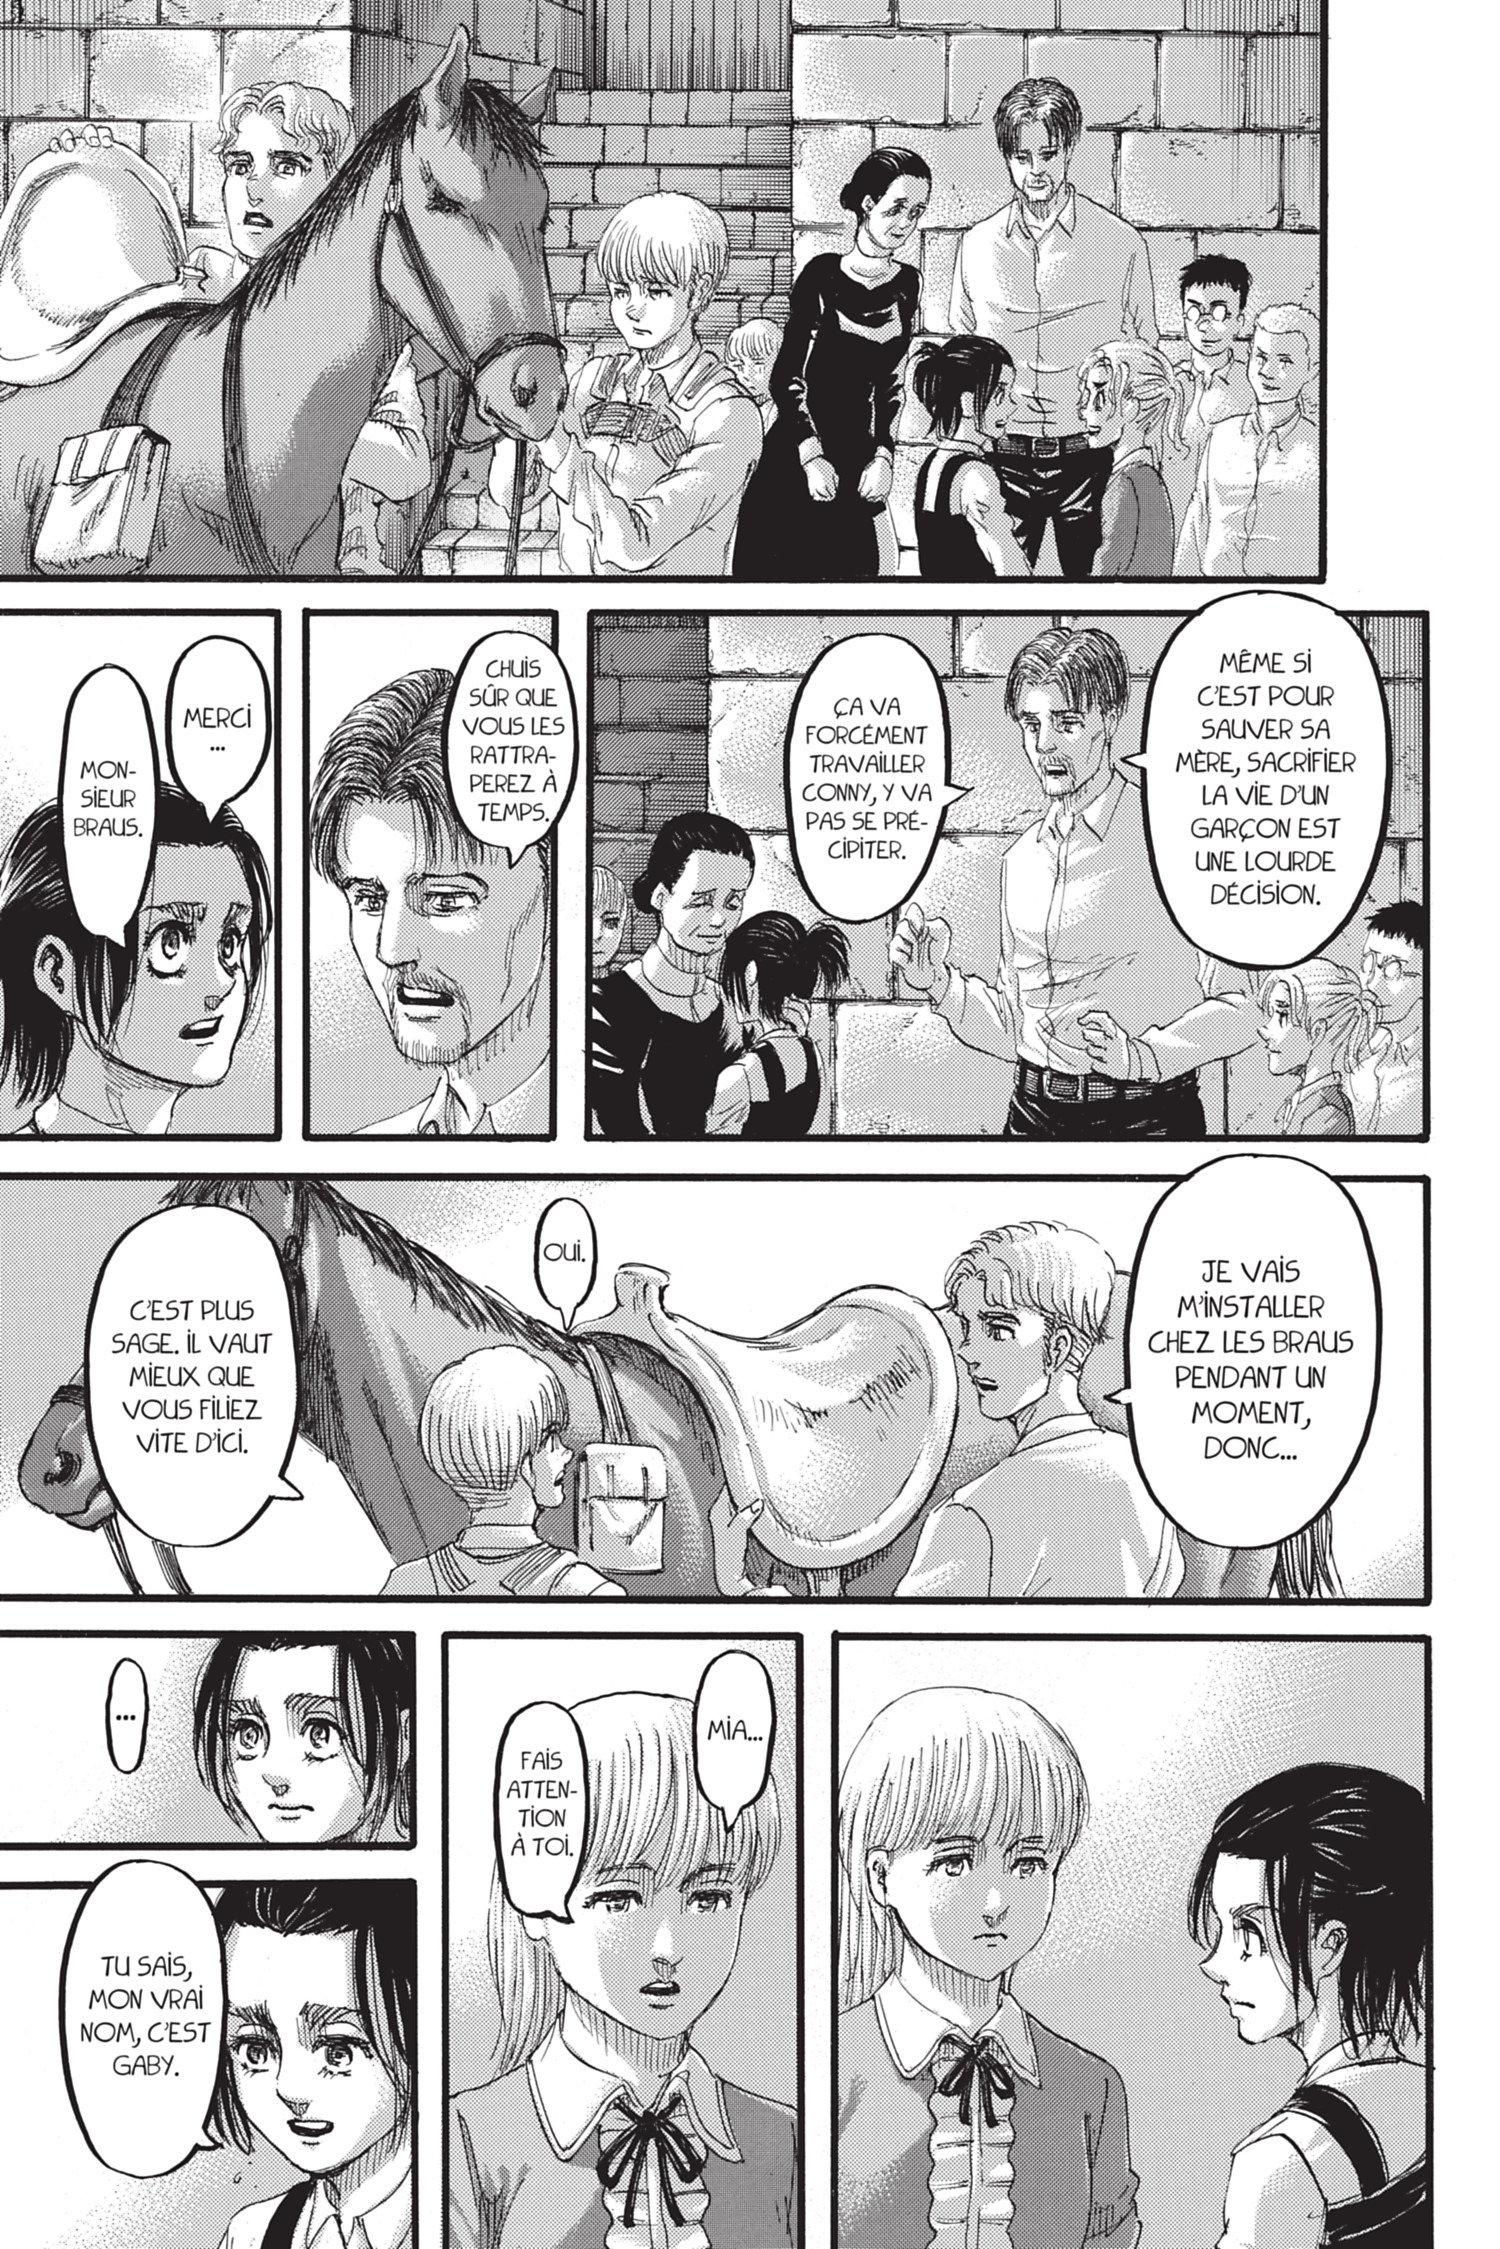 MÊME SI
C'EST POUR
SAUVER SA
MÈRE, SACRIFIER
LA VIE D'UN
GARÇON EST
UNE LOURDE
DÉCISION.
ÇA VA
FORCÉMENT
TRAVAILLER
CONNY, Y VA
PAS SE PRÉ-
CIPITER.
CHUIS
SÛR QUE
VOUS LES
RATTRA-
PEREZ À
TEMPS.
MERCI
...
MON-
SIEUR
BRAUS.
JE VAIS
M'INSTALLER
CHEZ LES BRAUS
PENDANT UN
MOMENT,
DONC...
OUI.
C'EST PLUS
SAGE. IL VAUT
MIEUX QUE
VOUS FILIEZ
VITE D'ICI.
MIA...
FAIS
ATTEN-
TION
À TOI.
...
TU SAIS,
MON VRAI
NOM, C'EST
GABY.